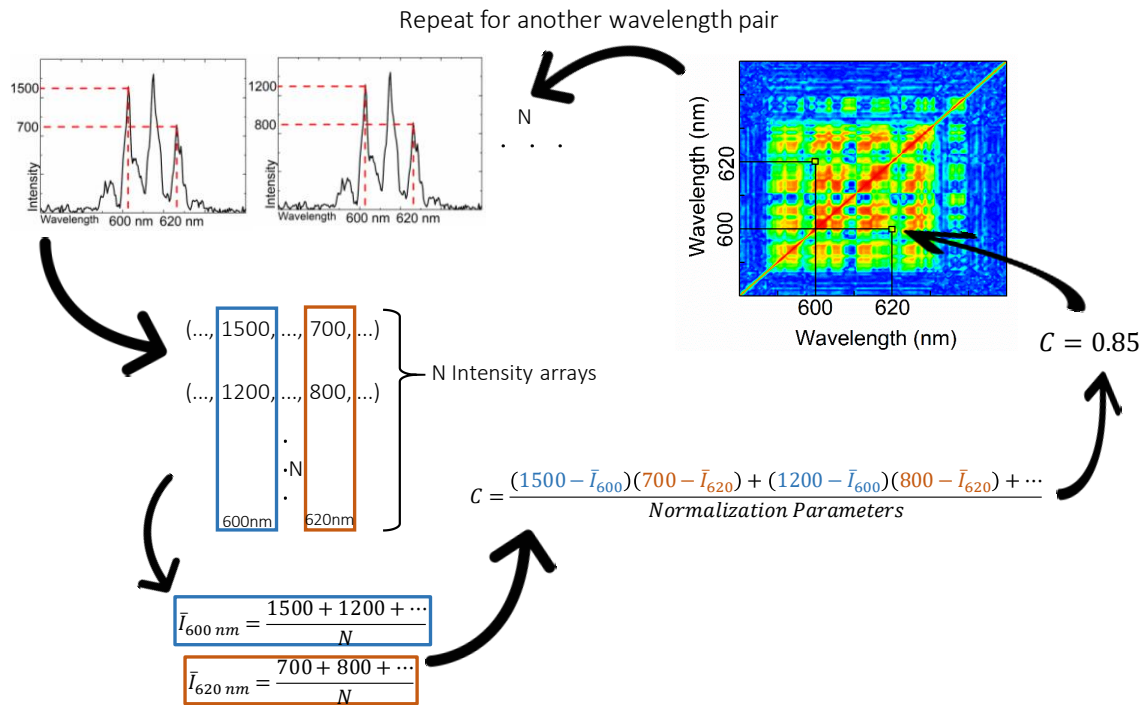 Repeat for another wavelength pair
1500
700
Intensity
Wavelength 600 nm 620 nm
1200
800
Intensity
Wavelength 600 nm 620 nm
N
. . .
Wavelength (nm)
620
600
600 620
Wavelength (nm)
C = 0.85
(..., 1500, ..., 700, ...)
(..., 1200, ..., 800, ...)
N Intensity arrays
.
.N
.
600nm 620nm
C = (1500 − Ī600)(700 − Ī620) + (1200 − Ī600)(800 − Ī620) + ⋯
Normalization Parameters
Ī600 nm = 1500 + 1200 + ⋯
N
Ī620 nm = 700 + 800 + ⋯
N